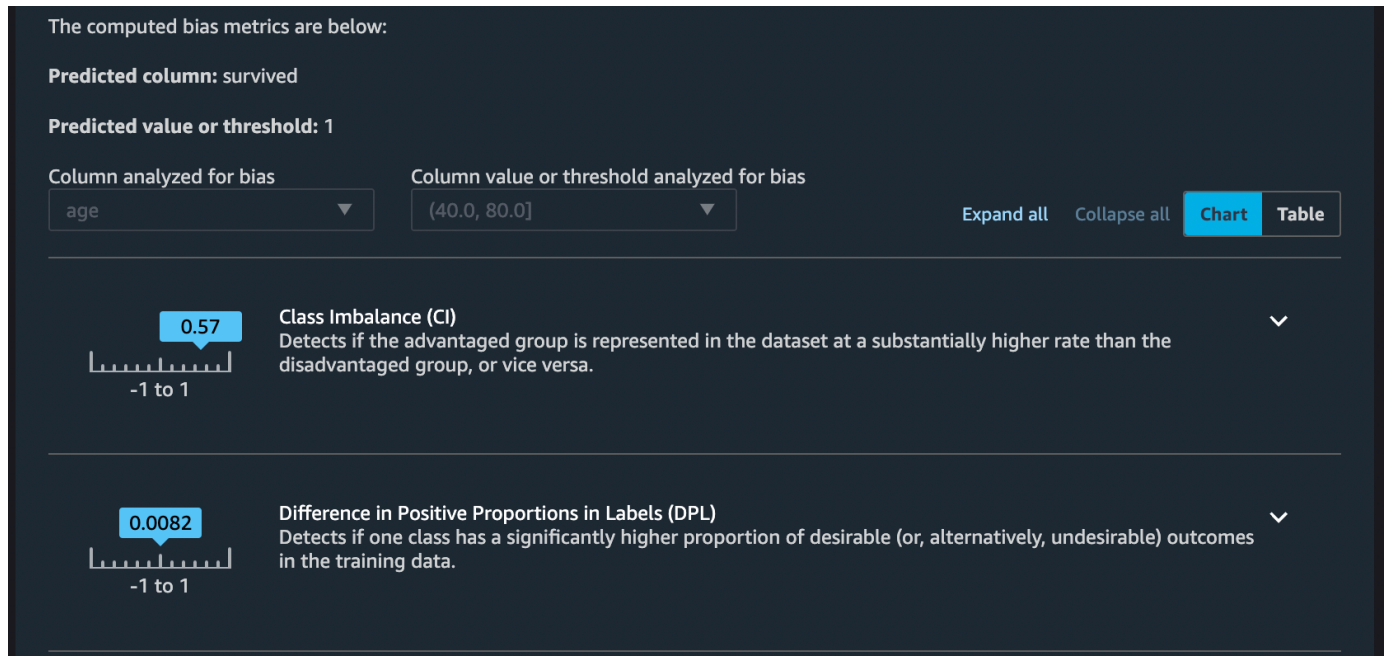 The computed bias metrics are below:
Predicted column: survived
Predicted value or threshold: 1
Column analyzed for bias
Column value or threshold analyzed for bias
age
(40.0, 80.0]
Expand all
Collapse all
Chart
Table
0.57
-1 to 1
Class Imbalance (CI)
Detects if the advantaged group is represented in the dataset at a substantially higher rate than the
disadvantaged group, or vice versa.
0.0082
-1 to 1
Difference in Positive Proportions in Labels (DPL)
Detects if one class has a significantly higher proportion of desirable (or, alternatively, undesirable) outcomes
in the training data.